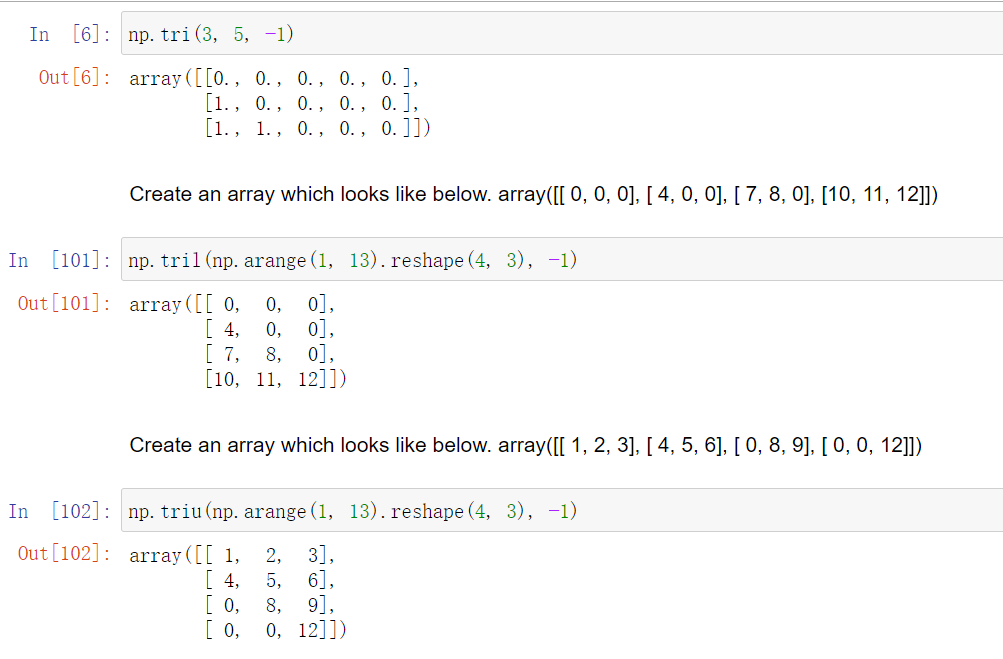 In [6]: np.tri(3, 5, -1)
Out[6]: array([[0., 0., 0., 0., 0.],
[1., 0., 0., 0., 0.],
[1., 1., 0., 0., 0.]])
Create an array which looks like below. array([[ 0, 0, 0], [ 4, 0, 0], [ 7, 8, 0], [10, 11, 12]])
In [101]: np.tril(np.arange(1, 13).reshape(4, 3), -1)
Out[101]: array([[ 0, 0, 0],
[ 4, 0, 0],
[ 7, 8, 0],
[10, 11, 12]])
Create an array which looks like below. array([[ 1, 2, 3], [ 4, 5, 6], [ 0, 8, 9], [ 0, 0, 12]])
In [102]: np.triu(np.arange(1, 13).reshape(4, 3), -1)
Out[102]: array([[ 1, 2, 3],
[ 4, 5, 6],
[ 0, 8, 9],
[ 0, 0, 12]])